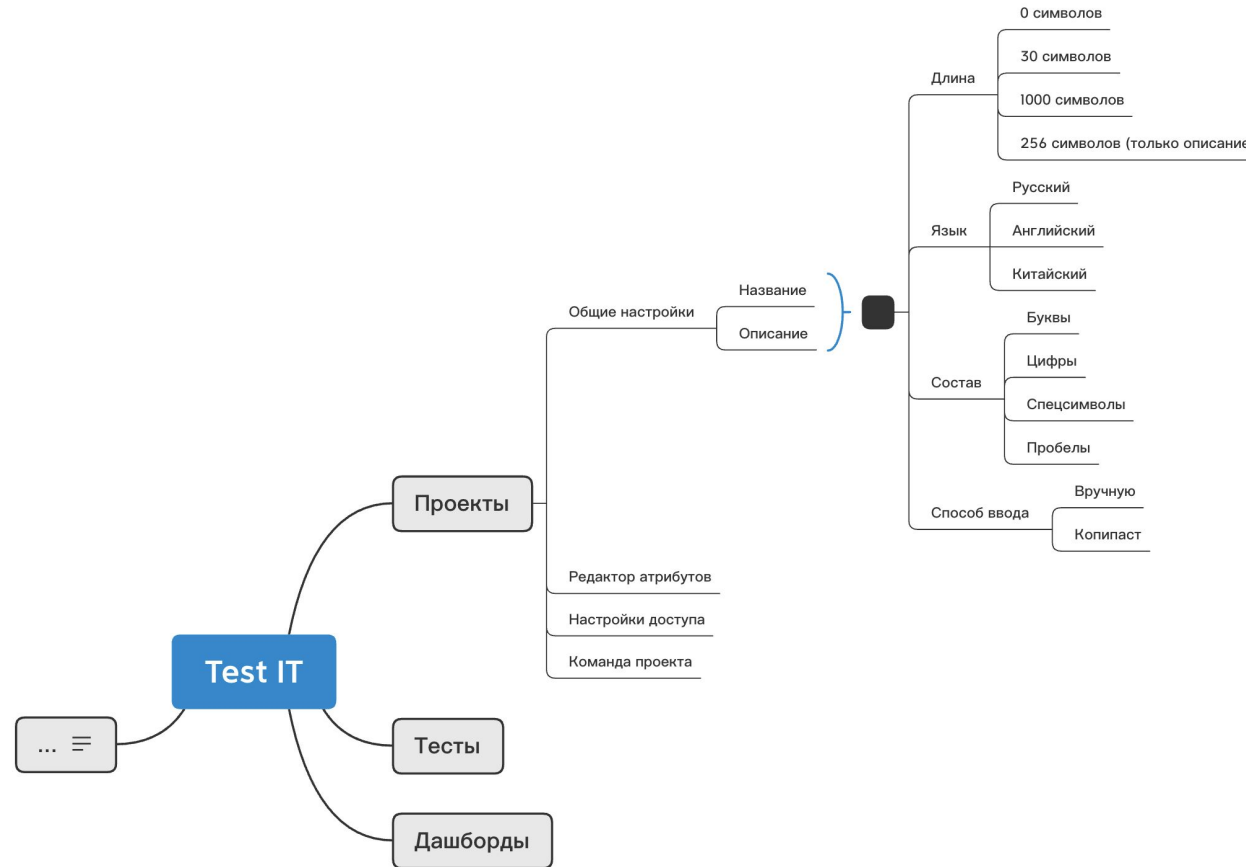 0 символов
30 символов
Длина
1000 символов
256 символов (только описание
Русский
Язык
Английский
Китайский
Название
Общие настройки
Описание
Буквы
Цифры
Состав
Спецсимволы
Пробелы
Вручную
Способ ввода
Копипаст
Проекты
Редактор атрибутов
Настройки доступа
Команда проекта
Test IT
...
Тесты
Дашборды